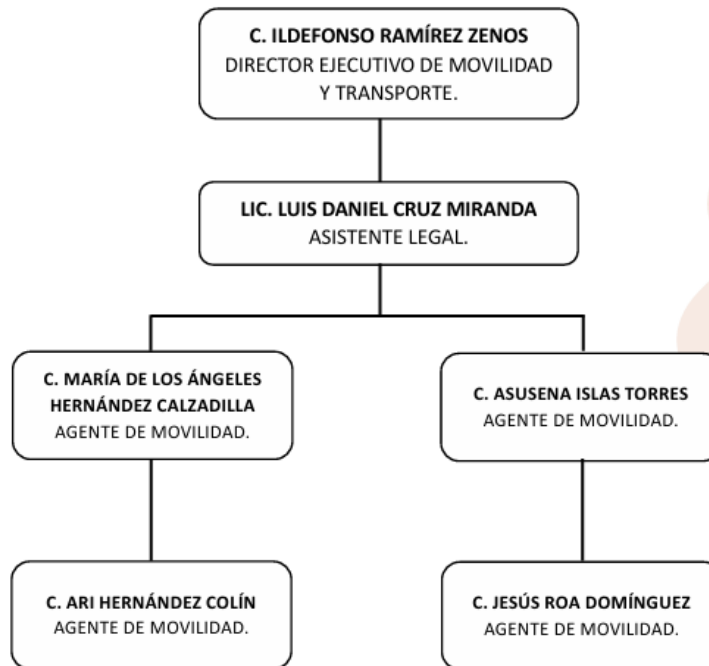 C. ILDEFONSO RAMÍREZ ZENOS
DIRECTOR EJECUTIVO DE MOVILIDAD
Y TRANSPORTE.
LIC. LUIS DANIEL CRUZ MIRANDA
ASISTENTE LEGAL.
C. MARÍA DE LOS ÁNGELES
HERNÁNDEZ CALZADILLA
AGENTE DE MOVILIDAD.
C. ASUSENA ISLAS TORRES
AGENTE DE MOVILIDAD.
C. ARI HERNÁNDEZ COLÍN
AGENTE DE MOVILIDAD.
C. JESÚS ROA DOMÍNGUEZ
AGENTE DE MOVILIDAD.